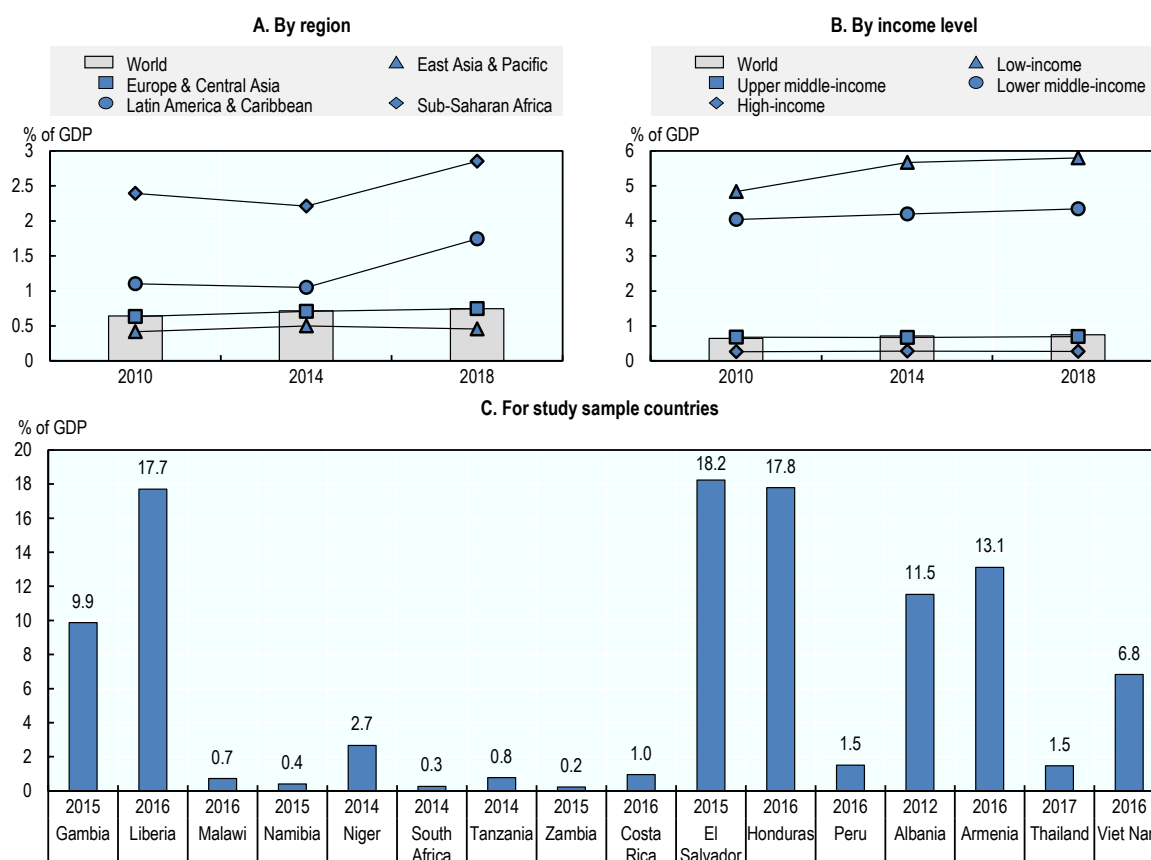 A. By region
World
East Asia & Pacific
Europe & Central Asia
Latin America & Caribbean
Sub-Saharan Africa
% of GDP
3
2.5
2
1.5
1
0.5
0
2010 2014 2018
B. By income level
World
Low-income
Upper middle-income
Lower middle-income
High-income
% of GDP
6
5
4
3
2
1
0
2010 2014 2018
C. For study sample countries
% of GDP
20
18
16
14
12
10
8
6
4
2
0
9.9 17.7 0.7 0.4 2.7 0.3 0.8 0.2 1.0 18.2 17.8 1.5 11.5 13.1 1.5 6.8
2015 2016 2016 2015 2014 2014 2014 2015 2016 2015 2016 2016 2012 2016 2017 2016
Gambia Liberia Malawi Namibia Niger South Tanzania Zambia Costa El Honduras Peru Albania Armenia Thailand Viet Nam
Africa Rica Salvador